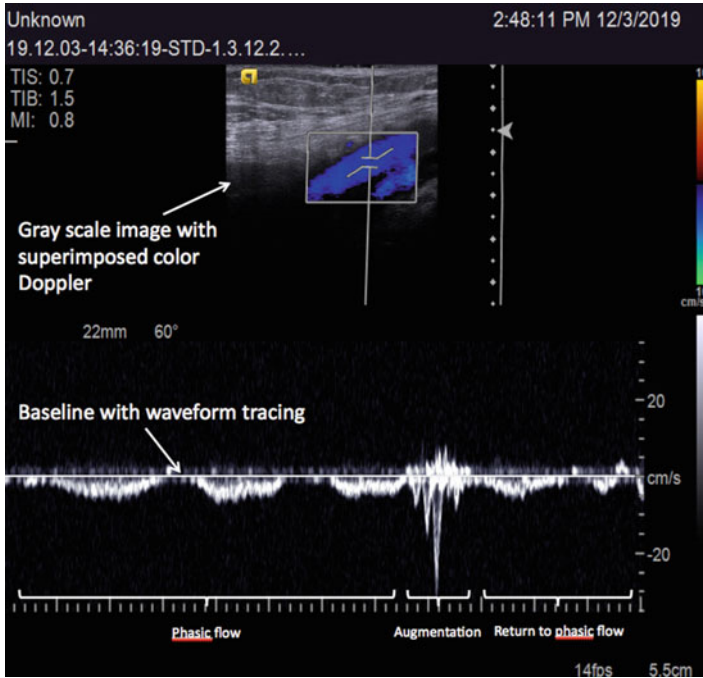 Unknown
2:48:11 PM 12/3/2019
19.12.03-14:36:19-STD-1.3.12.2....
TIS: 0.7
TIB: 1.5
MI: 0.8
Gray scale image with
superimposed color
Doppler
cm/s
22mm 60°
Baseline with waveform tracing
20
cm/s
-20
Phasic flow
Augmentation
Return to phasic flow
14fps 5.5cm